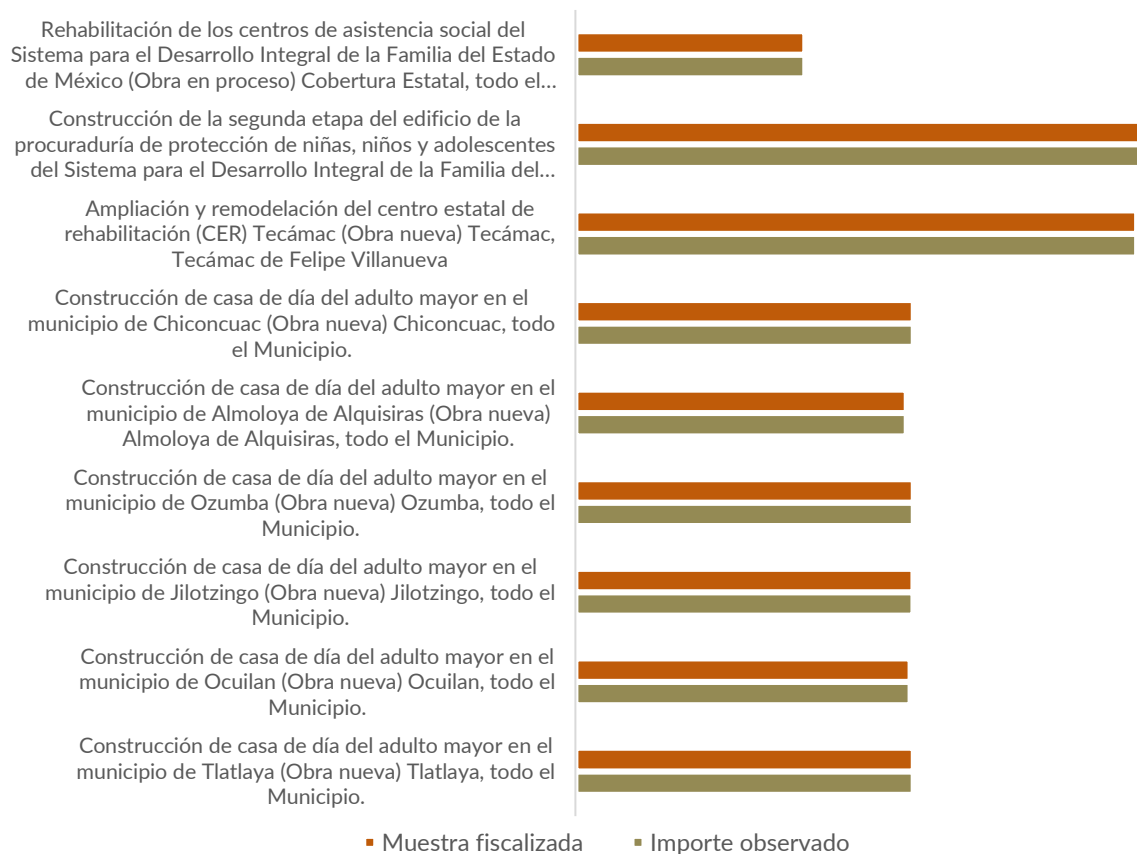 Rehabilitación de los centros de asistencia social del
Sistema para el Desarrollo Integral de la Familia del Estado
de México (Obra en proceso) Cobertura Estatal, todo el...
Construcción de la segunda etapa del edificio de la
procuraduría de protección de niñas, niños y adolescentes
del Sistema para el Desarrollo Integral de la Familia del...
Ampliación y remodelación del centro estatal de
rehabilitación (CER) Tecámac (Obra nueva) Tecámac,
Tecámac de Felipe Villanueva
Construcción de casa de día del adulto mayor en el
municipio de Chiconcuac (Obra nueva) Chiconcuac, todo
el Municipio.
Construcción de casa de día del adulto mayor en el
municipio de Almoloya de Alquisiras (Obra nueva)
Almoloya de Alquisiras, todo el Municipio.
Construcción de casa de día del adulto mayor en el
municipio de Ozumba (Obra nueva) Ozumba, todo el
Municipio.
Construcción de casa de día del adulto mayor en el
municipio de Jilotzingo (Obra nueva) Jilotzingo, todo el
Municipio.
Construcción de casa de día del adulto mayor en el
municipio de Ocuilan (Obra nueva) Ocuilan, todo el
Municipio.
Construcción de casa de día del adulto mayor en el
municipio de Tlatlaya (Obra nueva) Tlatlaya, todo el
Municipio.
Muestra fiscalizada Importe observado